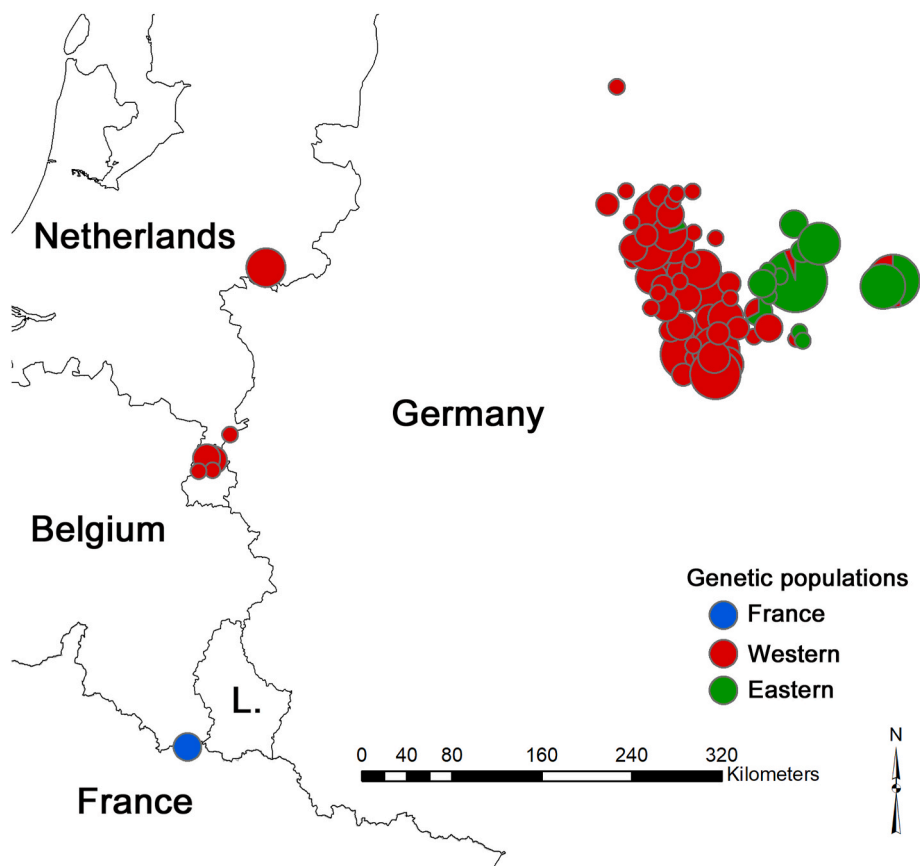 Netherlands
Germany
Belgium
Genetic populations
France
Western
Eastern
L.
N
0 40 80 160 240 320
Kilometers
France